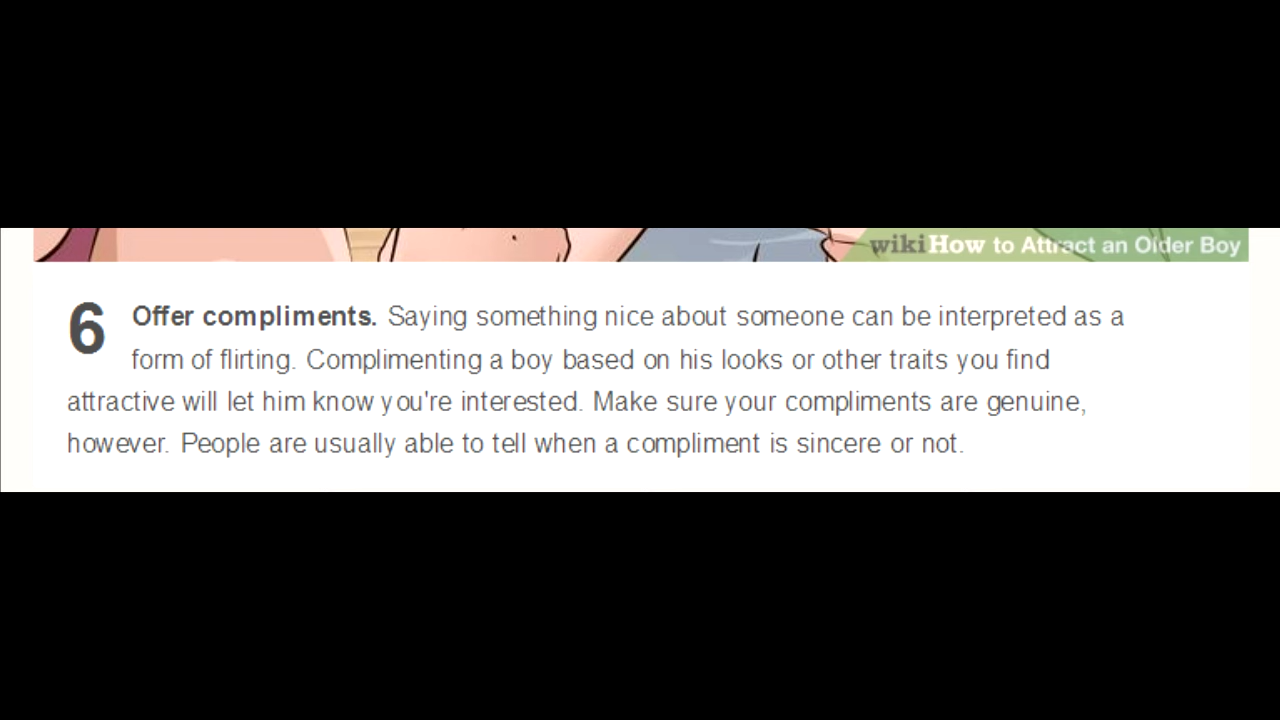 wikiHow to Attract an Older Boy
6 Offer compliments. Saying something nice about someone can be interpreted as a
form of flirting. Complimenting a boy based on his looks or other traits you find
attractive will let him know you're interested. Make sure your compliments are genuine,
however. People are usually able to tell when a compliment is sincere or not.